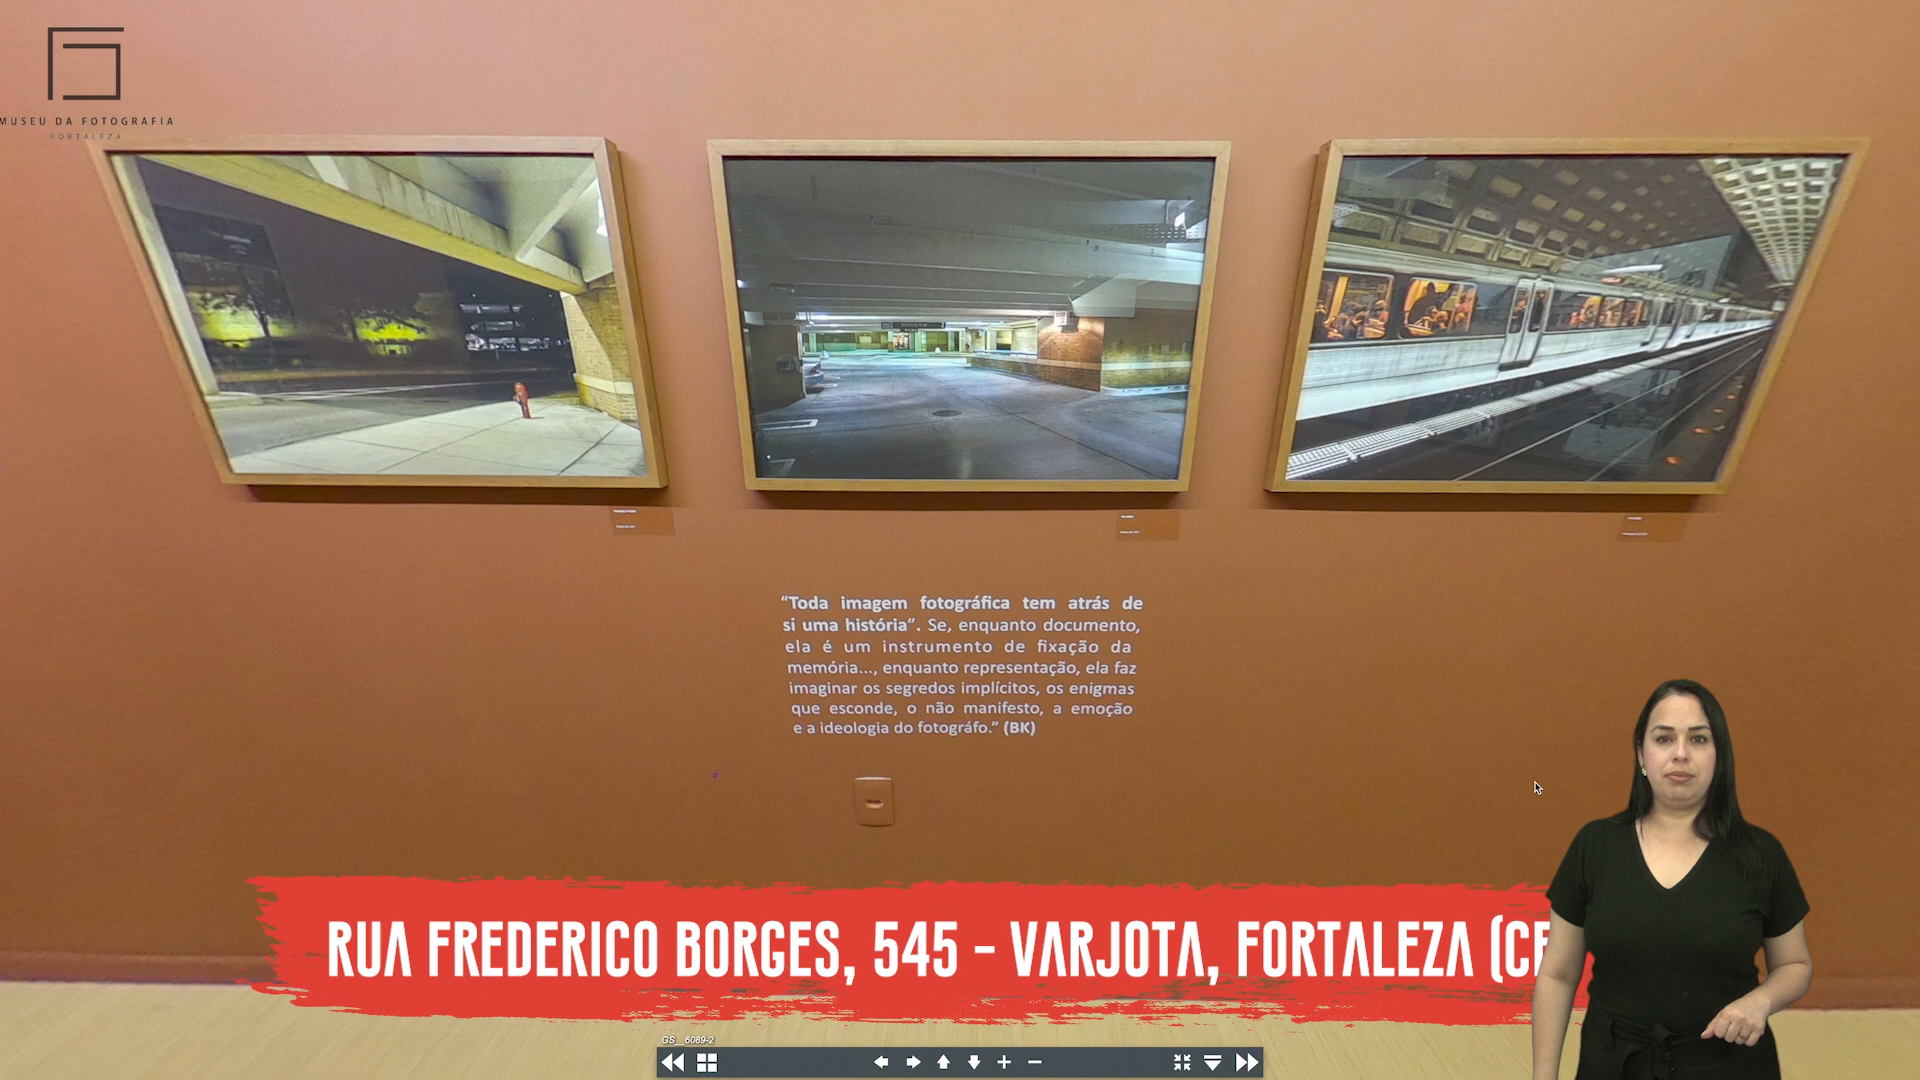 MUSEU DA FOTOGRAFIA
FORTALEZA
“Toda imagem fotográfica tem atrás de
si uma história”. Se, enquanto documento,
ela é um instrumento de fixação da
memória..., enquanto representação, ela faz
imaginar os segredos implícitos, os enigmas
que esconde, o não manifesto, a emoção
e a ideologia do fotográfo.” (BK)
RUA FREDERICO BORGES, 545 - VARJOTA, FORTALEZA (CE
GS__6089-2